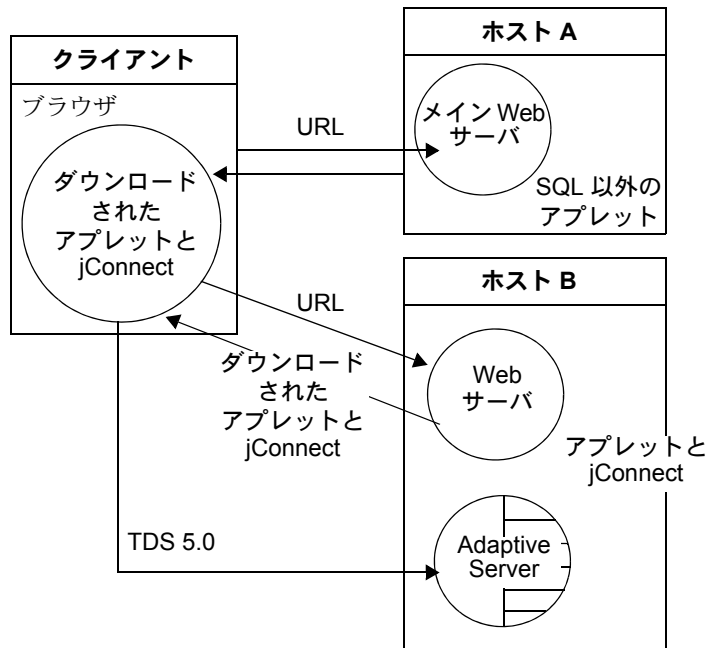 クライアント
ブラウザ
ダウンロード
された
アプレットと
jConnect
URL
ホスト A
メイン Web
サーバ
SQL 以外の
アプレット
URL
ダウンロード
された
アプレットと
jConnect
ホスト B
Web
サーバ
アプレットと
jConnect
TDS 5.0
Adaptive
Server